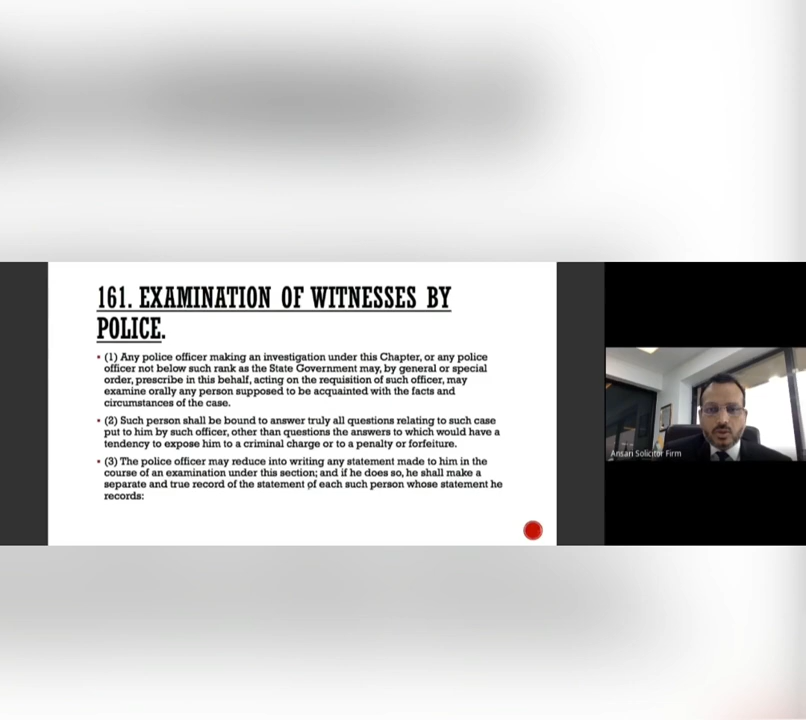 161. EXAMINATION OF WITNESSES BY
POLICE.
• (1) Any police officer making an investigation under this Chapter, or any police
officer not below such rank as the State Government may, by general or special
order, prescribe in this behalf, acting on the requisition of such officer, may
examine orally any person supposed to be acquainted with the facts and
circumstances of the case.
• (2) Such person shall be bound to answer truly all questions relating to such case
put to him by such officer, other than questions the answers to which would have a
tendency to expose him to a criminal charge or to a penalty or forfeiture.
• (3) The police officer may reduce into writing any statement made to him in the
course of an examination under this section; and if he does so, he shall make a
separate and true record of the statement of each such person whose statement he
records:
Ansari Solicitor Firm